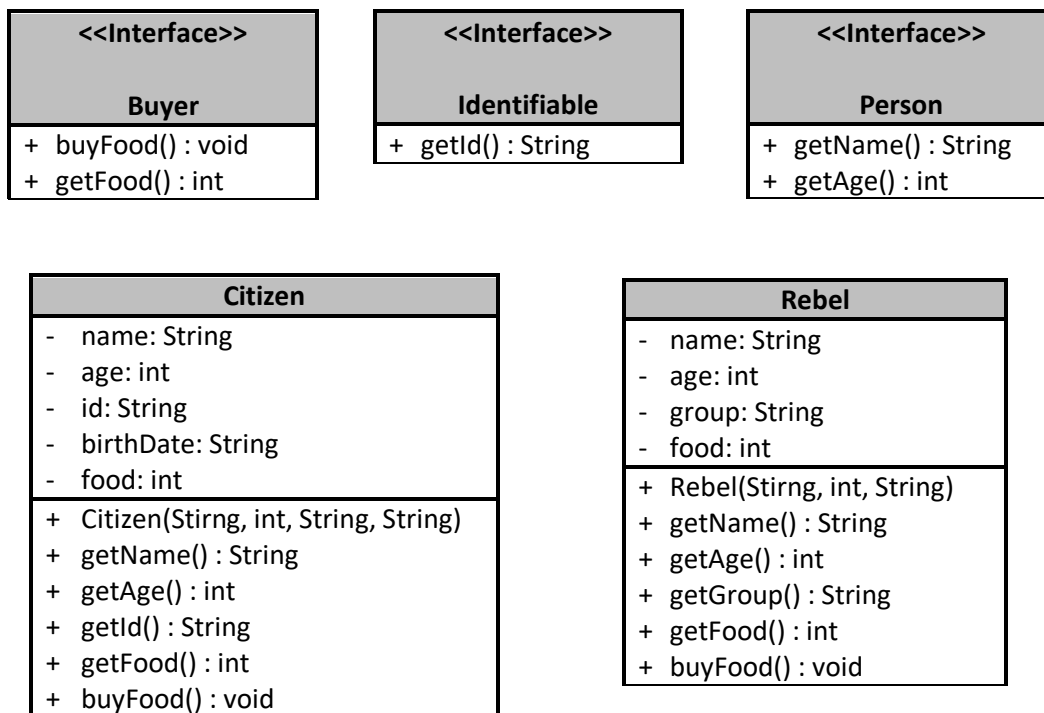 <<Interface>>
Buyer
+ buyFood() : void
+ getFood() : int
<<Interface>>
Identifiable
+ getId() : String
<<Interface>>
Person
+ getName() : String
+ getAge() : int
Citizen
- name: String
- age: int
- id: String
- birthDate: String
- food: int
+ Citizen(Stirng, int, String, String)
+ getName() : String
+ getAge() : int
+ getId() : String
+ getFood() : int
+ buyFood() : void
Rebel
- name: String
- age: int
- group: String
- food: int
+ Rebel(Stirng, int, String)
+ getName() : String
+ getAge() : int
+ getGroup() : String
+ getFood() : int
+ buyFood() : void